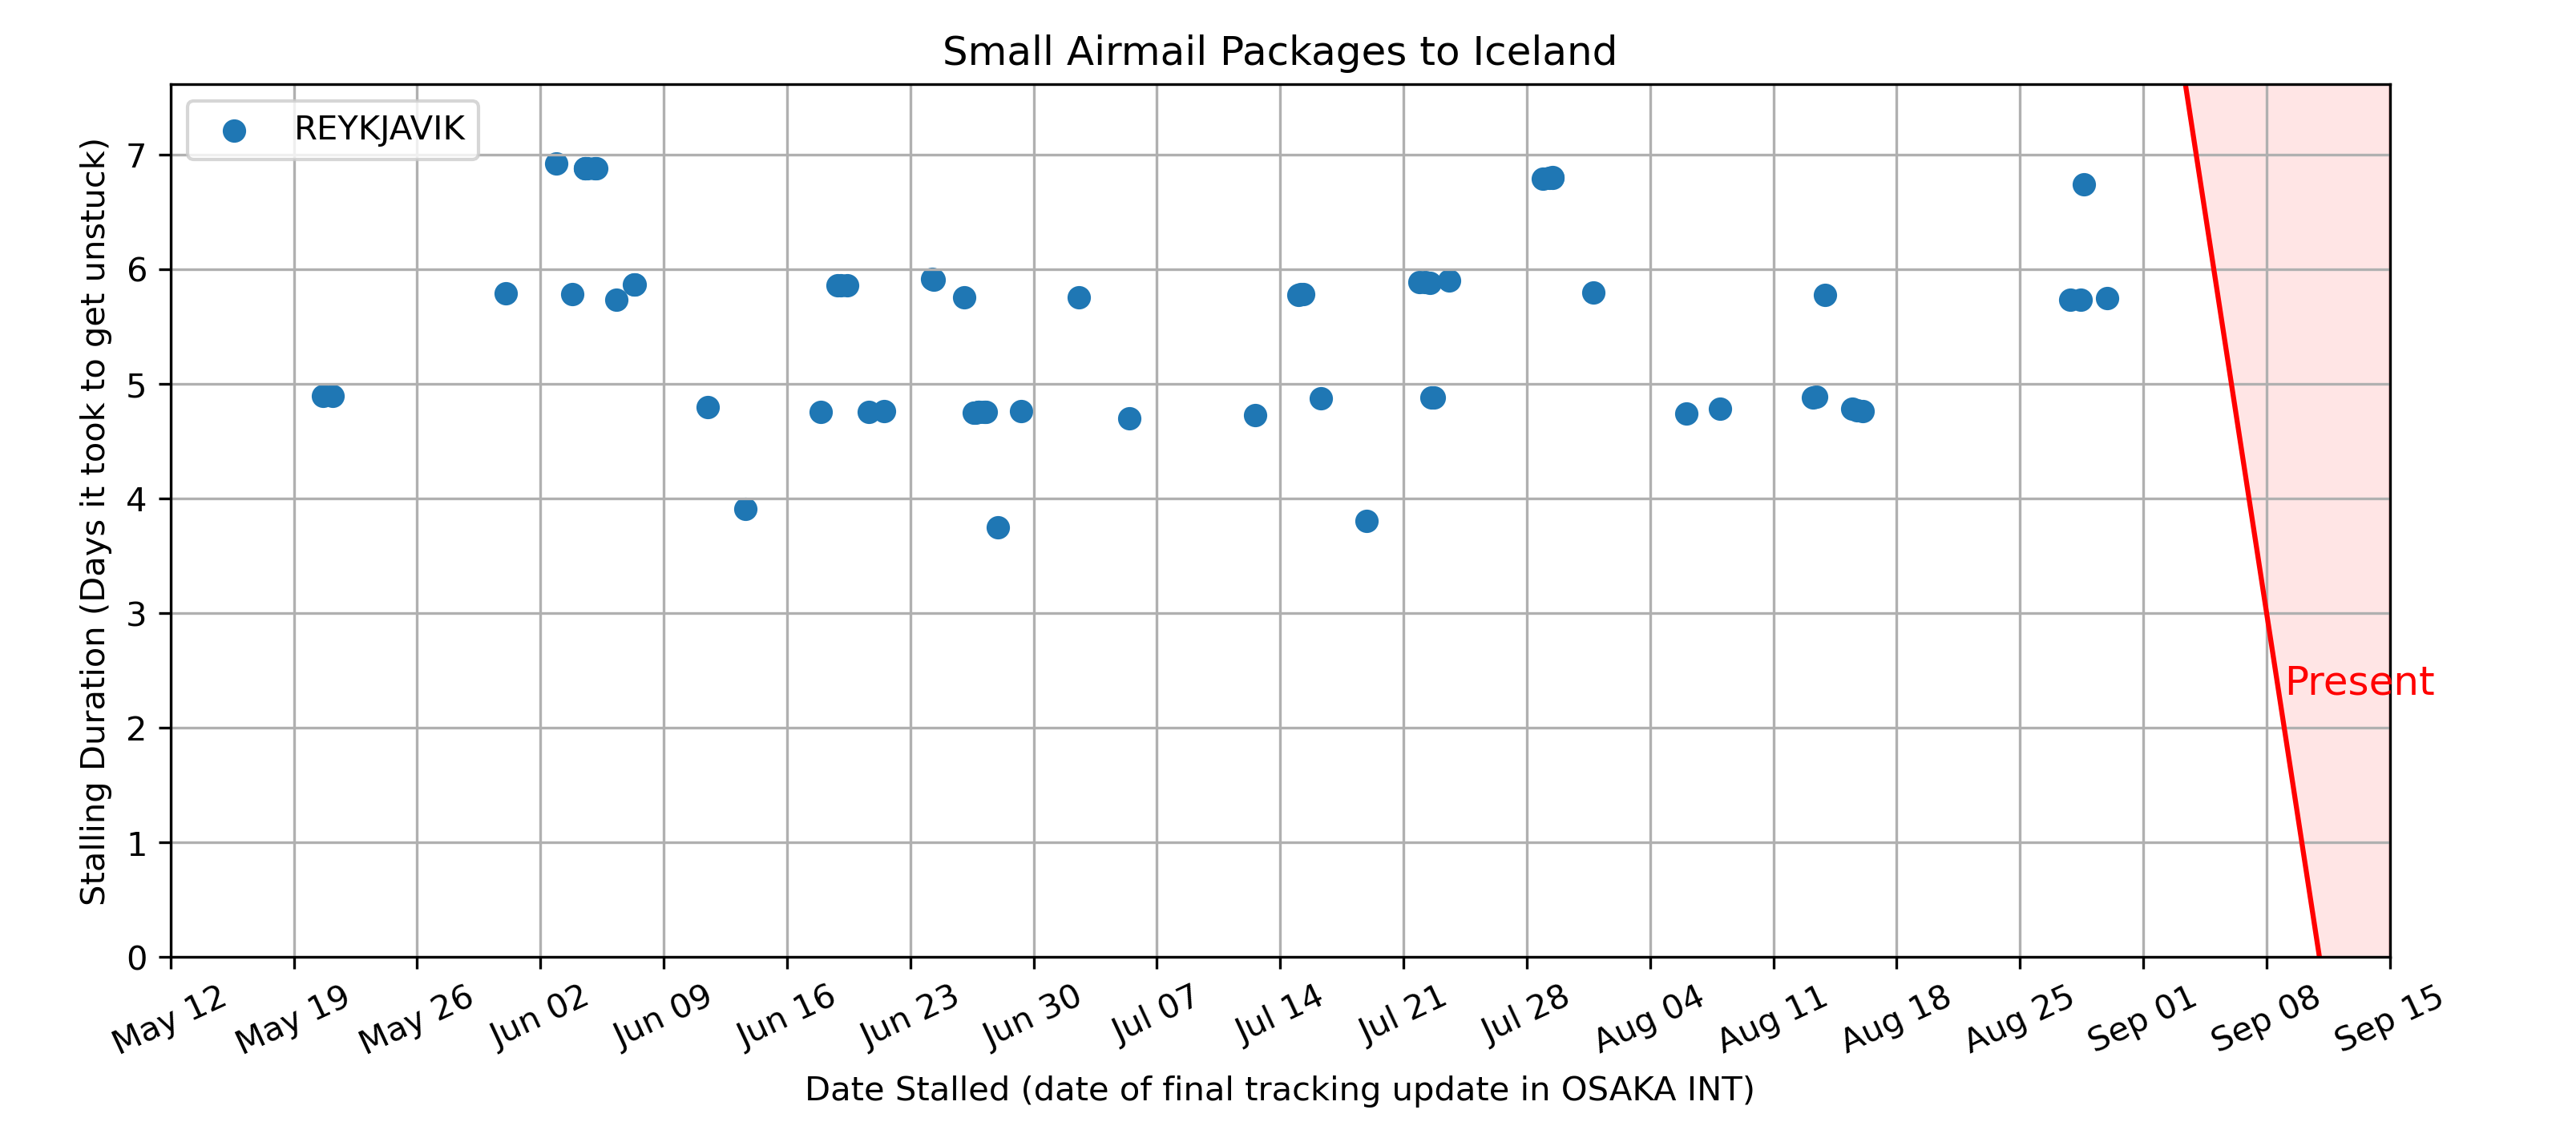 Small Airmail Packages to Iceland
REYKJAVIK
Stalling Duration (Days it took to get unstuck)
7
6
5
4
3
2
1
0
Present
May 12
May 19
May 26
Jun 02
Jun 09
Jun 16
Jun 23
Jun 30
Jul 07
Jul 14
Jul 21
Jul 28
Aug 04
Aug 11
Aug 18
Aug 25
Sep 01
Sep 08
Sep 15
Date Stalled (date of final tracking update in OSAKA INT)